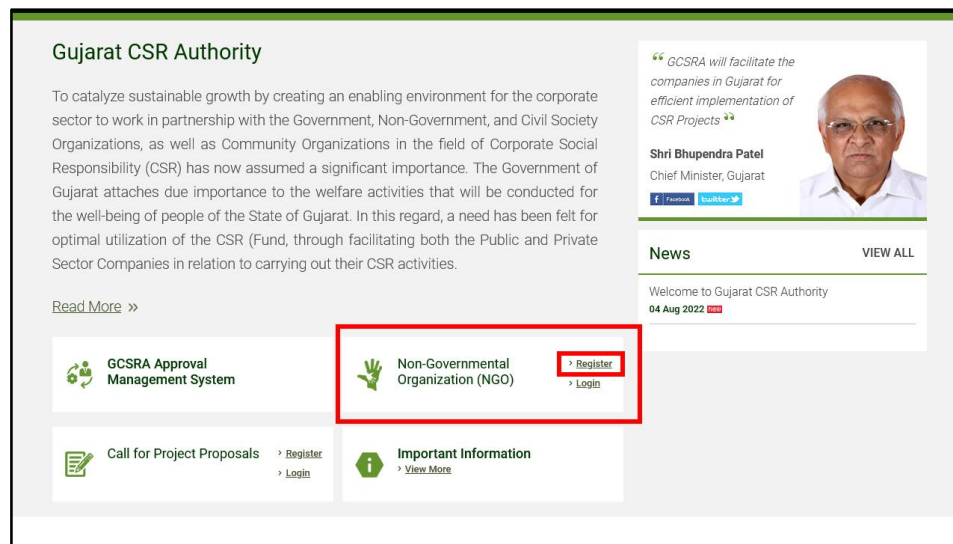 Gujarat CSR Authority
To catalyze sustainable growth by creating an enabling environment for the corporate
sector to work in partnership with the Government, Non-Government, and Civil Society
Organizations, as well as Community Organizations in the field of Corporate Social
Responsibility (CSR) has now assumed a significant importance. The Government of
Gujarat attaches due importance to the welfare activities that will be conducted for
the well-being of people of the State of Gujarat. In this regard, a need has been felt for
optimal utilization of the CSR (Fund, through facilitating both the Public and Private
Sector Companies in relation to carrying out their CSR activities.
Read More »
GCSRA Approval
Management System
Non-Governmental
Organization (NGO)
› Register
› Login
Call for Project Proposals
› Register
› Login
Important Information
› View More
“ GCSRA will facilitate the
companies in Gujarat for
efficient implementation of
CSR Projects ”
Shri Bhupendra Patel
Chief Minister, Gujarat
f Facebook twitter
News VIEW ALL
Welcome to Gujarat CSR Authority
04 Aug 2022 new